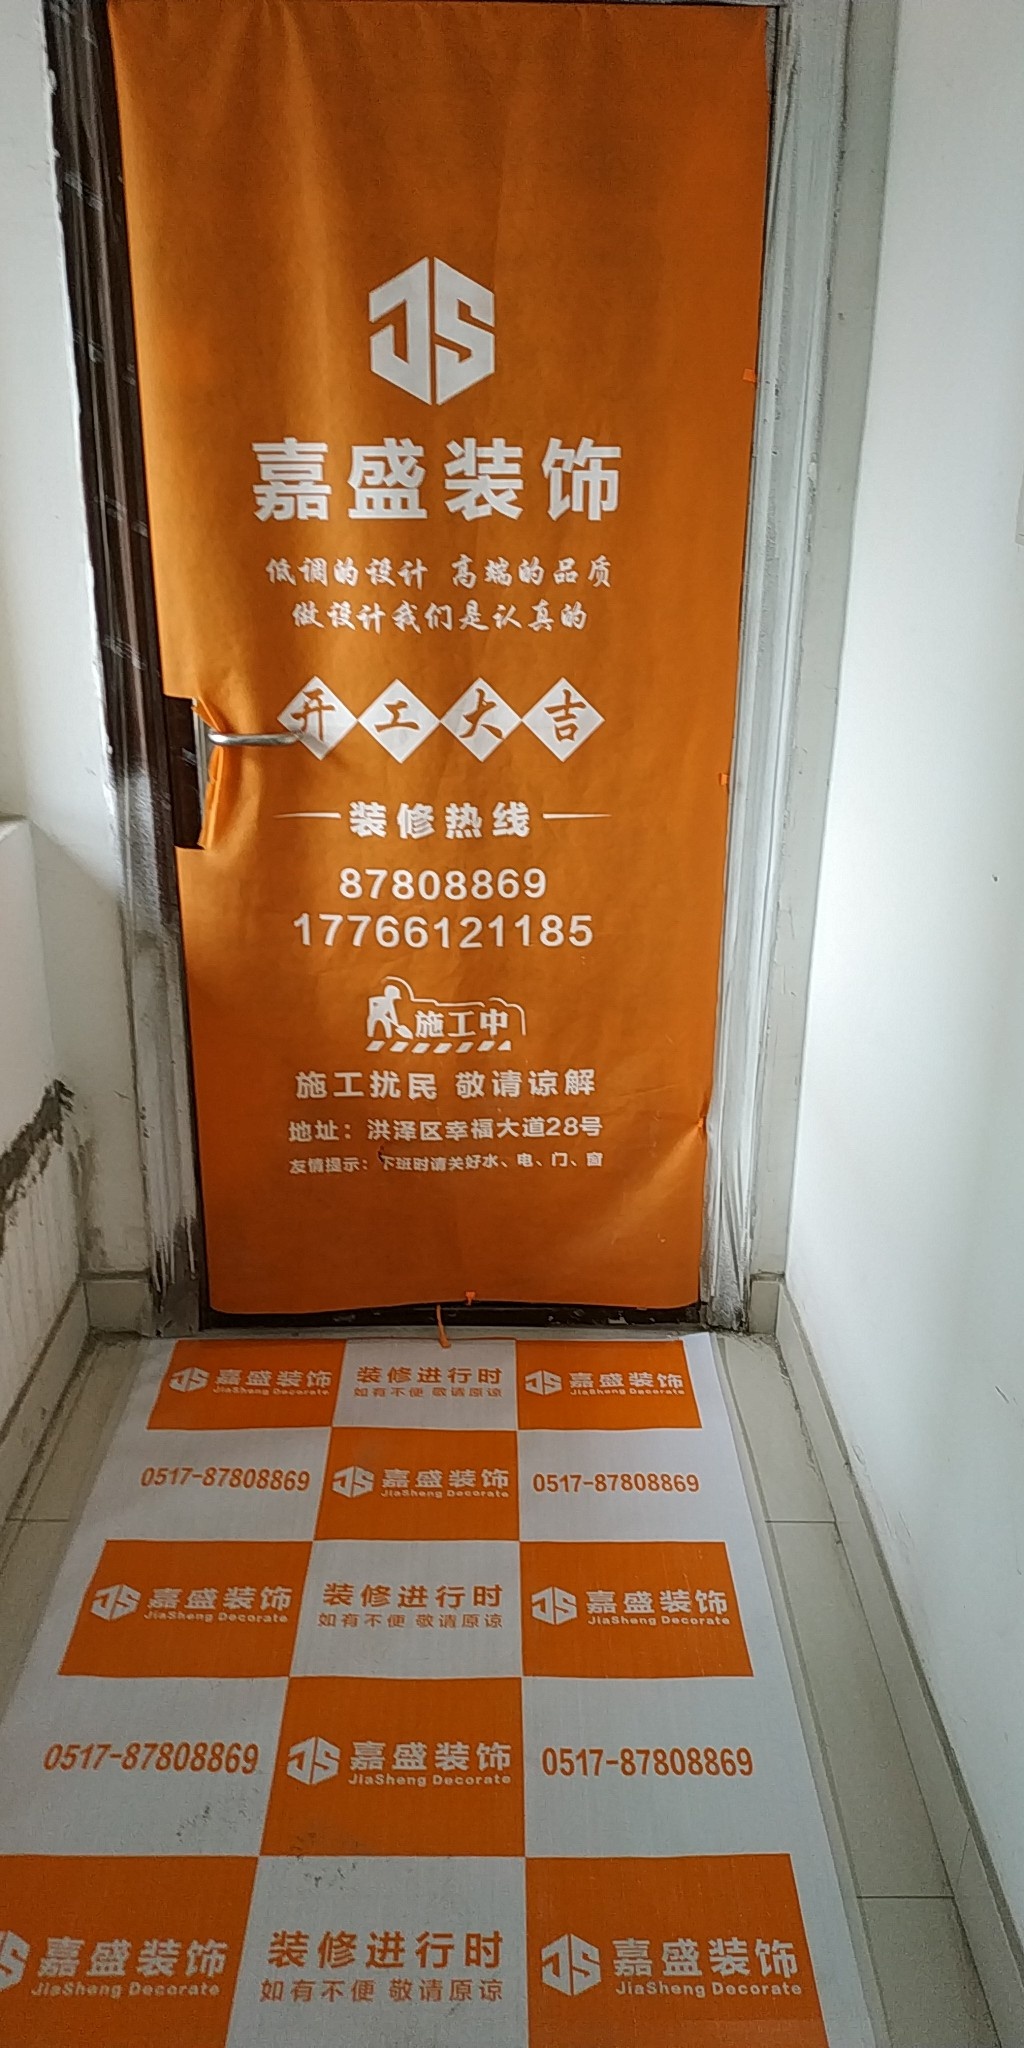 JS
嘉盛装饰
低调的设计 高端的品质
做设计我们是认真的
开工大吉
装修热线
87808869
17766121185
施工中
施工扰民 敬请谅解
地址：洪泽区幸福大道28号
友情提示：下班时请关好水、电、门、窗
JS 嘉盛装饰 JiaSheng Decorate
装修进行时
如有不便 敬请原谅
JS 嘉盛装饰 JiaSheng Decorate
0517-87808869
JS 嘉盛装饰 JiaSheng Decorate
0517-87808869
JS 嘉盛装饰 JiaSheng Decorate
装修进行时
如有不便 敬请原谅
JS 嘉盛装饰 JiaSheng Decorate
0517-87808869
JS 嘉盛装饰 JiaSheng Decorate
0517-87808869
JS 嘉盛装饰 JiaSheng Decorate
装修进行时
如有不便 敬请原谅
JS 嘉盛装饰 JiaSheng Decorate